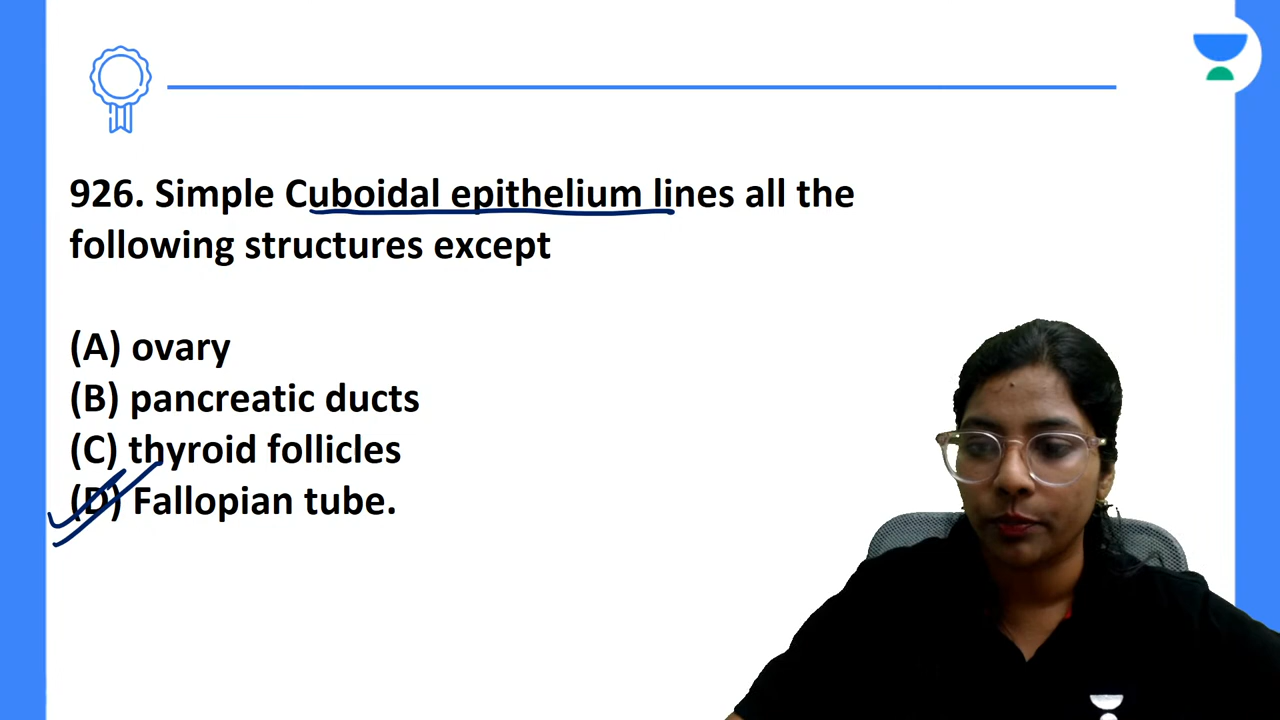 926. Simple Cuboidal epithelium lines all the
following structures except
(A) ovary
(B) pancreatic ducts
(C) thyroid follicles
(D) Fallopian tube.